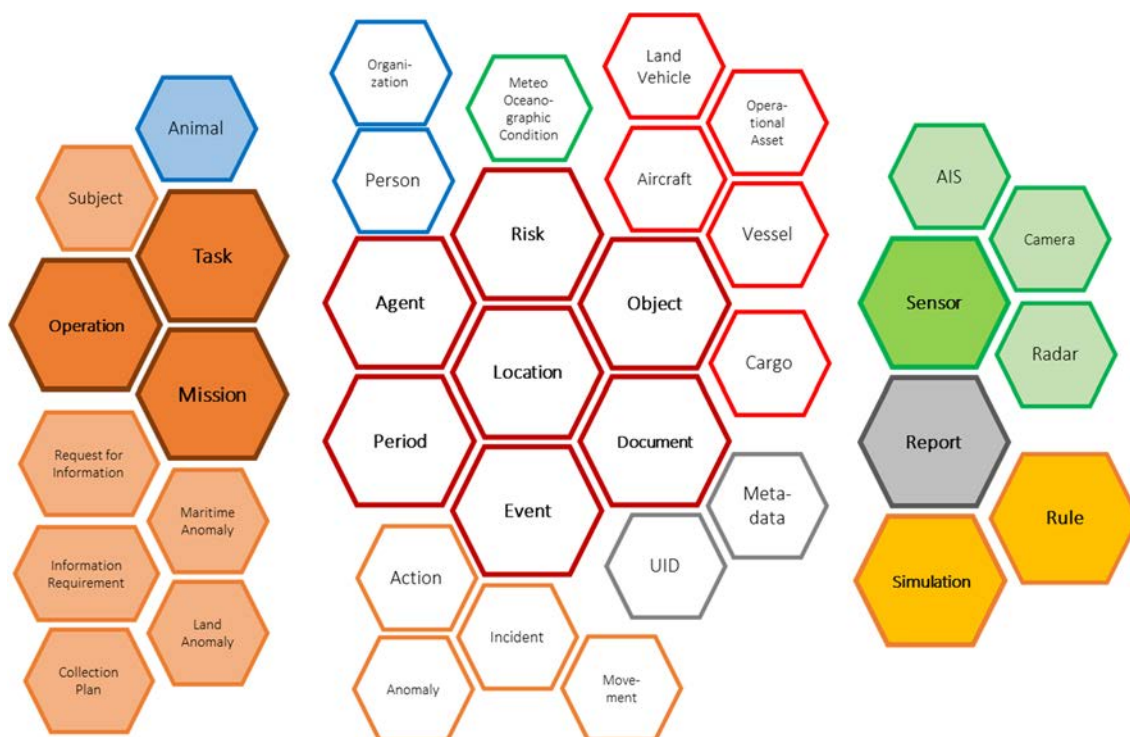 Animal
Subject
Task
Operation
Mission
Request for
Information
Maritime
Anomaly
Information
Requirement
Land
Anomaly
Collection
Plan
Organi-
zation
Meteo
Oceano-
graphic
Condition
Land
Vehicle
Opera-
tional
Asset
Person
Aircraft
Risk
Vessel
Agent
Object
Location
Cargo
Period
Document
Event
Meta-
data
UID
Action
Incident
Anomaly
Move-
ment
AIS
Camera
Sensor
Radar
Report
Rule
Simulation